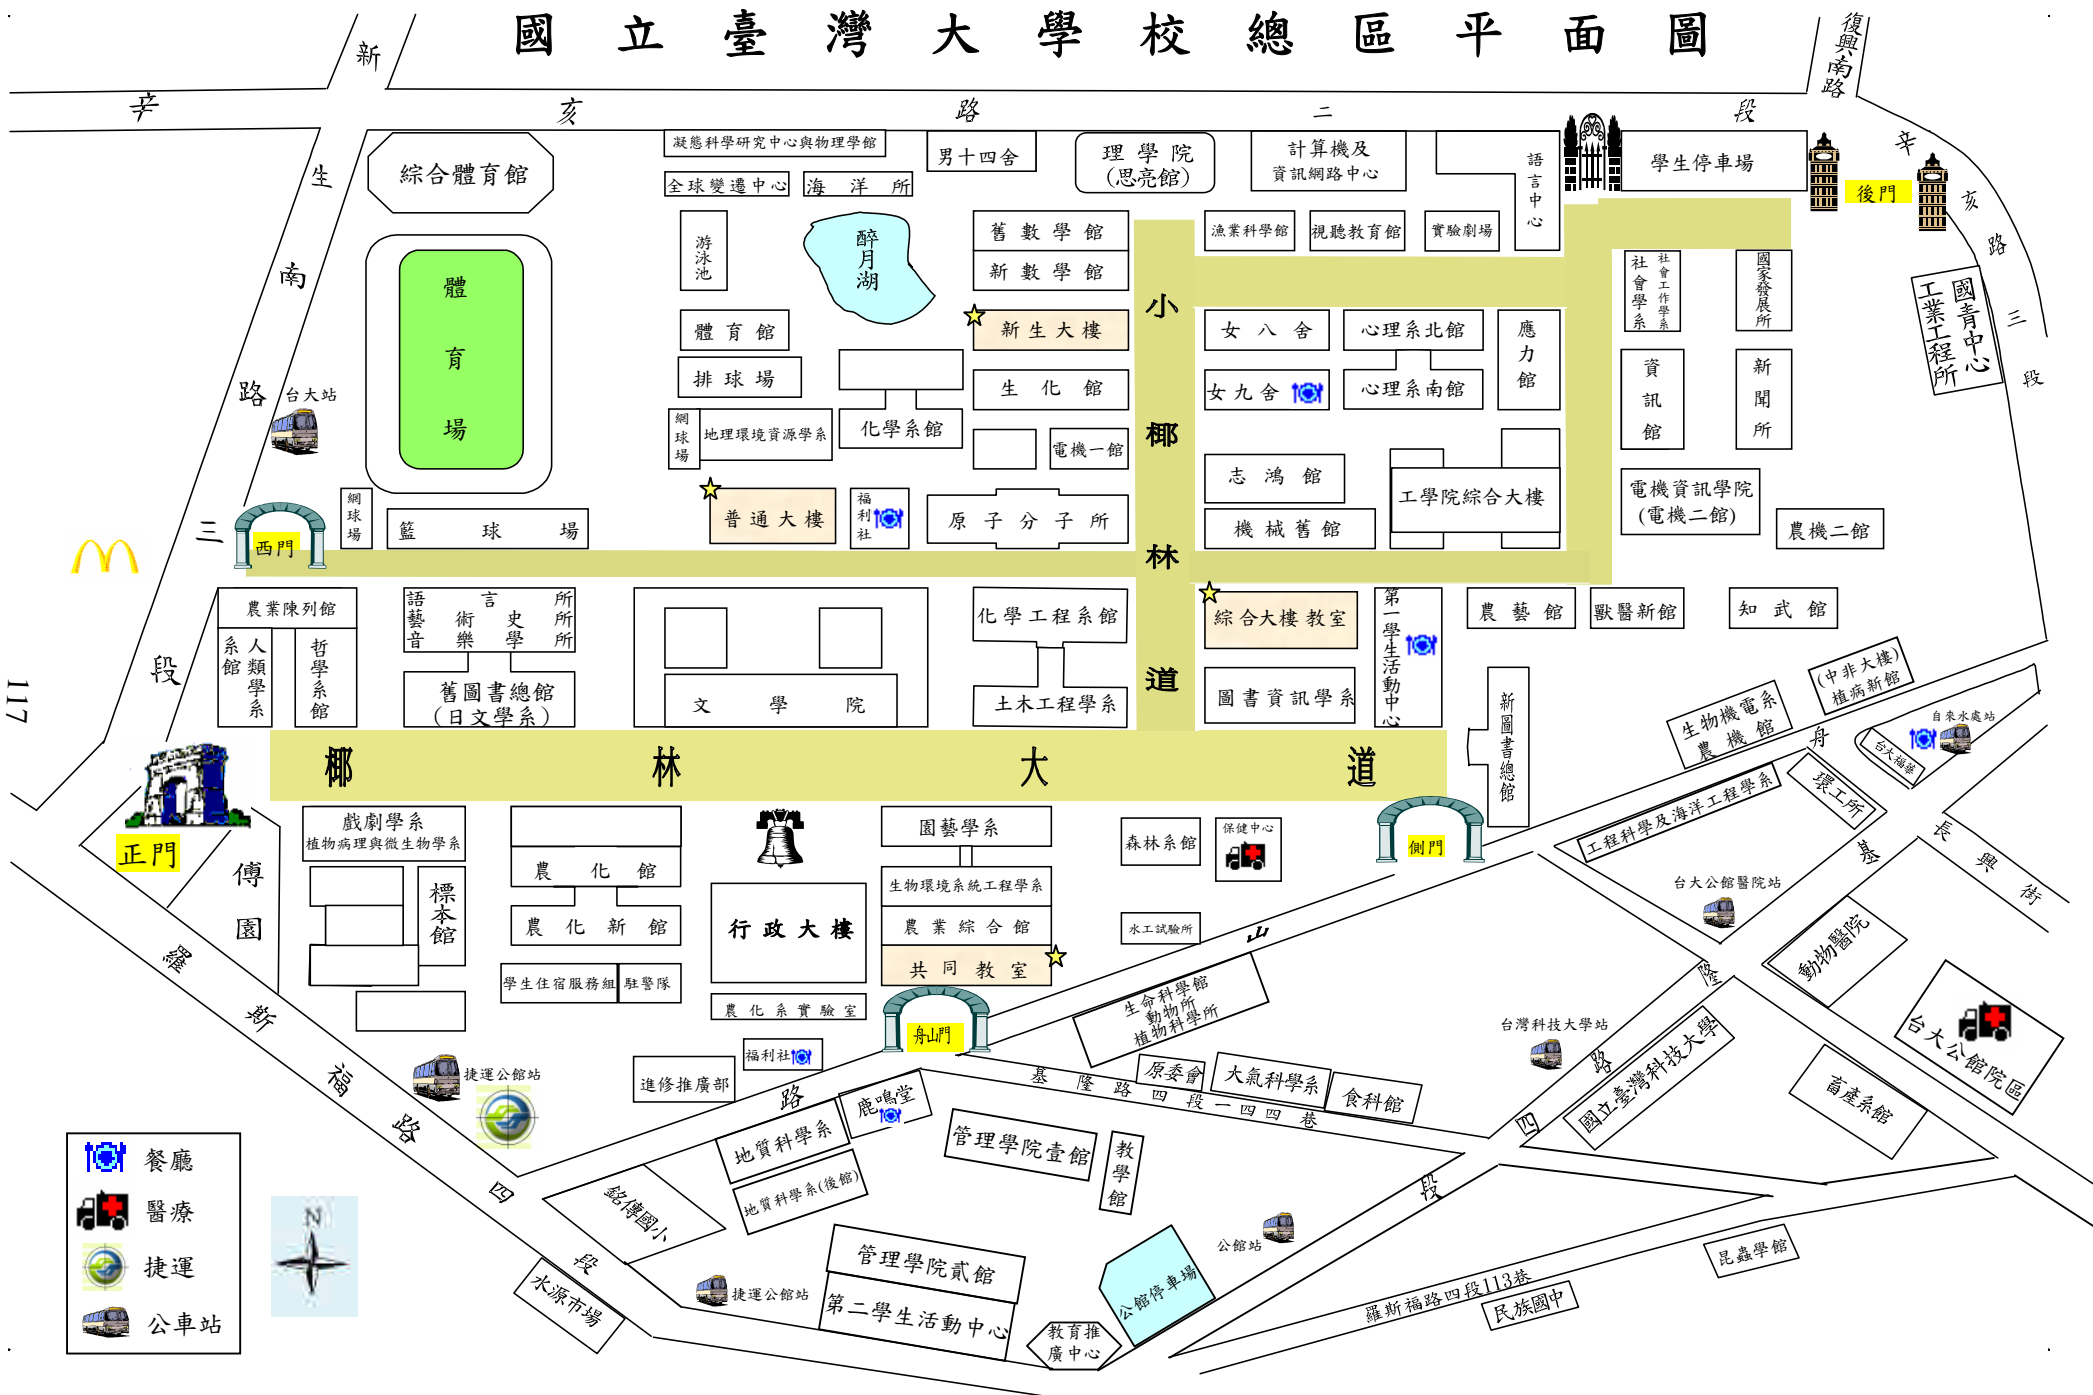 國立臺灣大學校總區平面圖
復興南路
新
生
南
路
三
段
辛
亥
路
二
段
辛
亥
路
三
段
綜合體育館
凝態科學研究中心與物理學館
全球變遷中心
海洋所
男十四舍
理學院
(思亮館)
計算機及
資訊網路中心
語言中心
學生停車場
後門
體育場
游泳池
醉月湖
舊數學館
新數學館
漁業科學館
視聽教育館
實驗劇場
社會學系
社會工作學系
國家發展所
國青中心
工業工程所
體育館
新生大樓
女八舍
心理系北館
應力館
排球場
生化館
女九舍
心理系南館
資訊館
新聞所
台大站
網球場
地理環境資源學系
化學系館
電機一館
志鴻館
工學院綜合大樓
電機資訊學院
(電機二館)
農機二館
網球場
籃球場
普通大樓
福利社
原子分子所
機械舊館
西門
小椰林道
農業陳列館
人類學系
系館
哲學系館
語言所
藝術史所
音樂學所
舊圖書總館
(日文學系)
文學院
化學工程系館
土木工程學系
綜合大樓教室
圖書資訊學系
第一學生活動中心
農藝館
獸醫新館
知武館
新圖書總館
117
椰林大道
(中非大樓)
植病新館
生物機電系
農機館
自來水處站
台大福華
環工所
工程科學及海洋工程學系
正門
傅園
戲劇學系
植物病理與微生物學系
標本館
農化館
農化新館
學生住宿服務組
駐警隊
行政大樓
農化系實驗室
園藝學系
生物環境系統工程學系
農業綜合館
共同教室
森林系館
保健中心
水工試驗所
側門
舟山門
舟
山
路
基
隆
路
四
段
長興街
台大公館醫院站
動物醫院
台大公館院區
台灣科技大學站
國立臺灣科技大學
畜產系館
生命科學館
動物所
植物科學所
原委會
大氣科學系
食科館
基隆路四段一四四巷
羅
斯
福
路
四
段
捷運公館站
進修推廣部
福利社
鹿鳴堂
地質科學系
地質科學系(後館)
管理學院壹館
教學館
銘傳國小
水源市場
捷運公館站
管理學院貳館
第二學生活動中心
教育推
廣中心
公館停車場
公館站
羅斯福路四段113巷
民族國中
昆蟲學館
餐廳
醫療
捷運
公車站
N